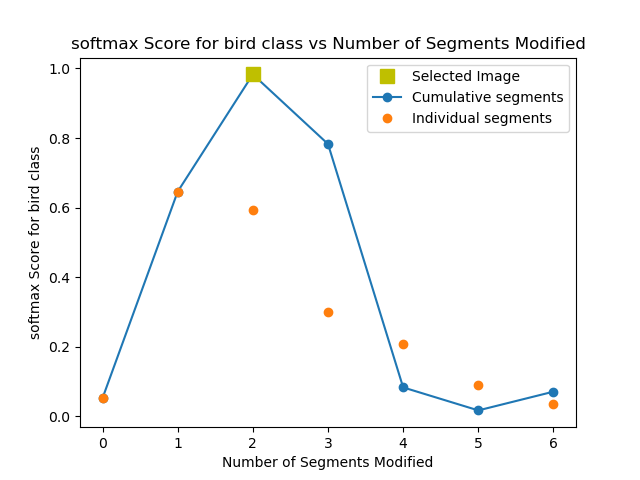 softmax Score for bird class vs Number of Segments Modified
Selected Image
Cumulative segments
Individual segments
softmax Score for bird class
1.0
0.8
0.6
0.4
0.2
0.0
0 1 2 3 4 5 6
Number of Segments Modified